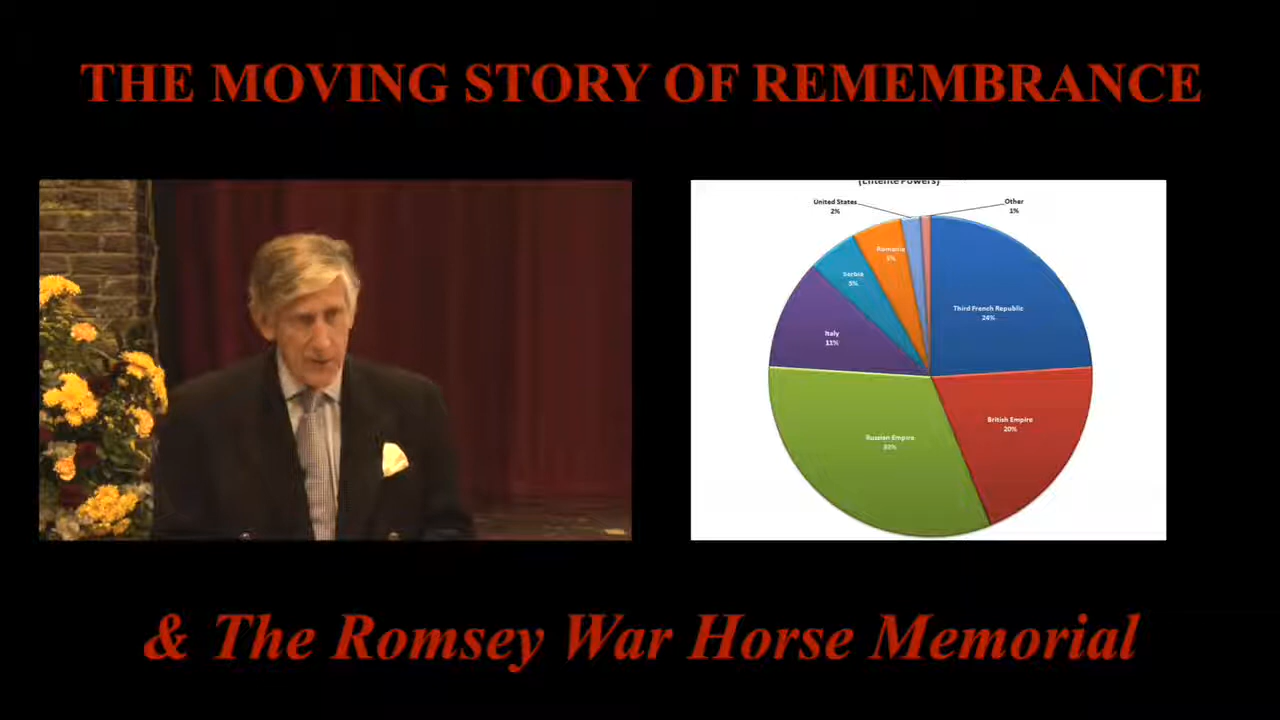 THE MOVING STORY OF REMEMBRANCE
(Entente Powers)
United States
2%
Other
1%
Romania
Serbia
5%
Third French Republic
24%
Italy
11%
British Empire
20%
Russian Empire
& The Romsey War Horse Memorial